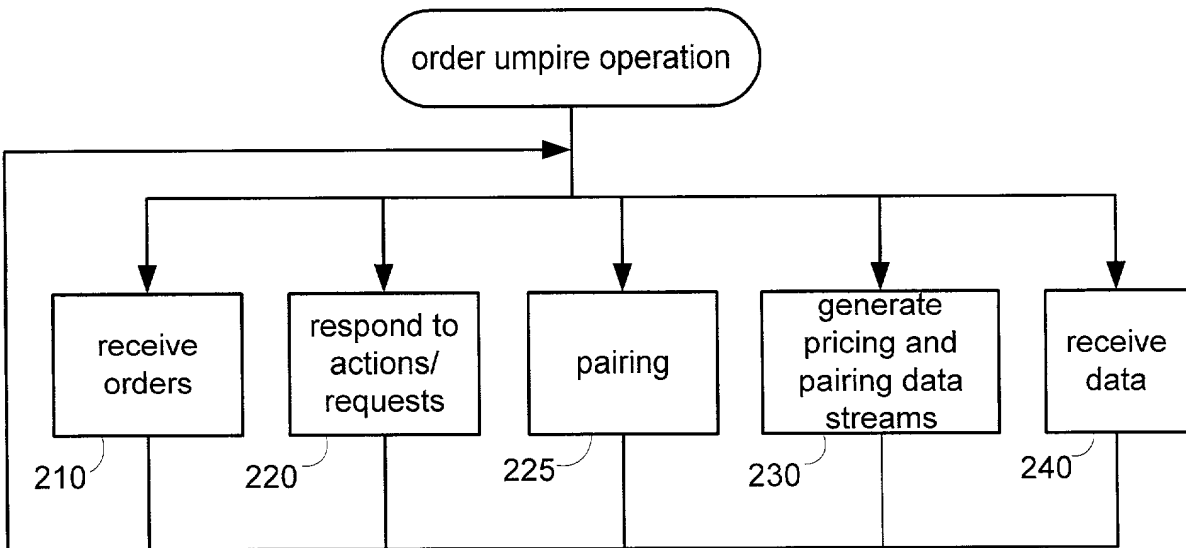 order umpire operation
receive
orders
respond to
actions/
requests
pairing
generate
pricing and
pairing data
streams
receive
data
210
220
225
230
240